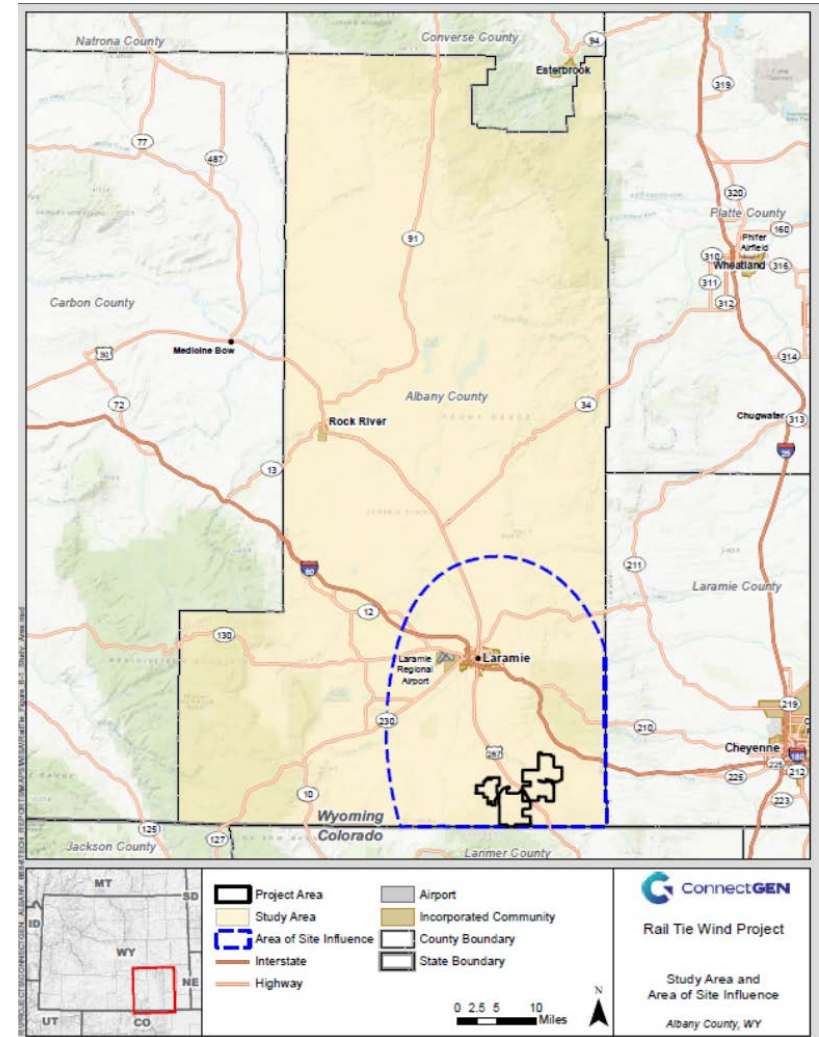 Natrona County
Converse County
94
Esterbrook
319
77
487
320
Platte County
91
Phifer
Airfield
160
310
Wheatland
316
311
312
Carbon County
Medicine Bow
30
314
72
Albany County
34
Chugwater
313
Rock River
25
13
211
80
Laramie County
12
130
Laramie
Regional
Airport
Laramie
230
219
210
287
Cheyenne
180
225
225
212
10
223
Wyoming
Colorado
125
127
Jackson County
Larimer County
MT
SD
ID
WY
NE
UT
CO
Project Area
Study Area
Area of Site Influence
Interstate
Highway
Airport
Incorporated Community
County Boundary
State Boundary
0 2.5 5 10
Miles
N
ConnectGEN
Rail Tie Wind Project
Study Area and
Area of Site Influence
Albany County, WY